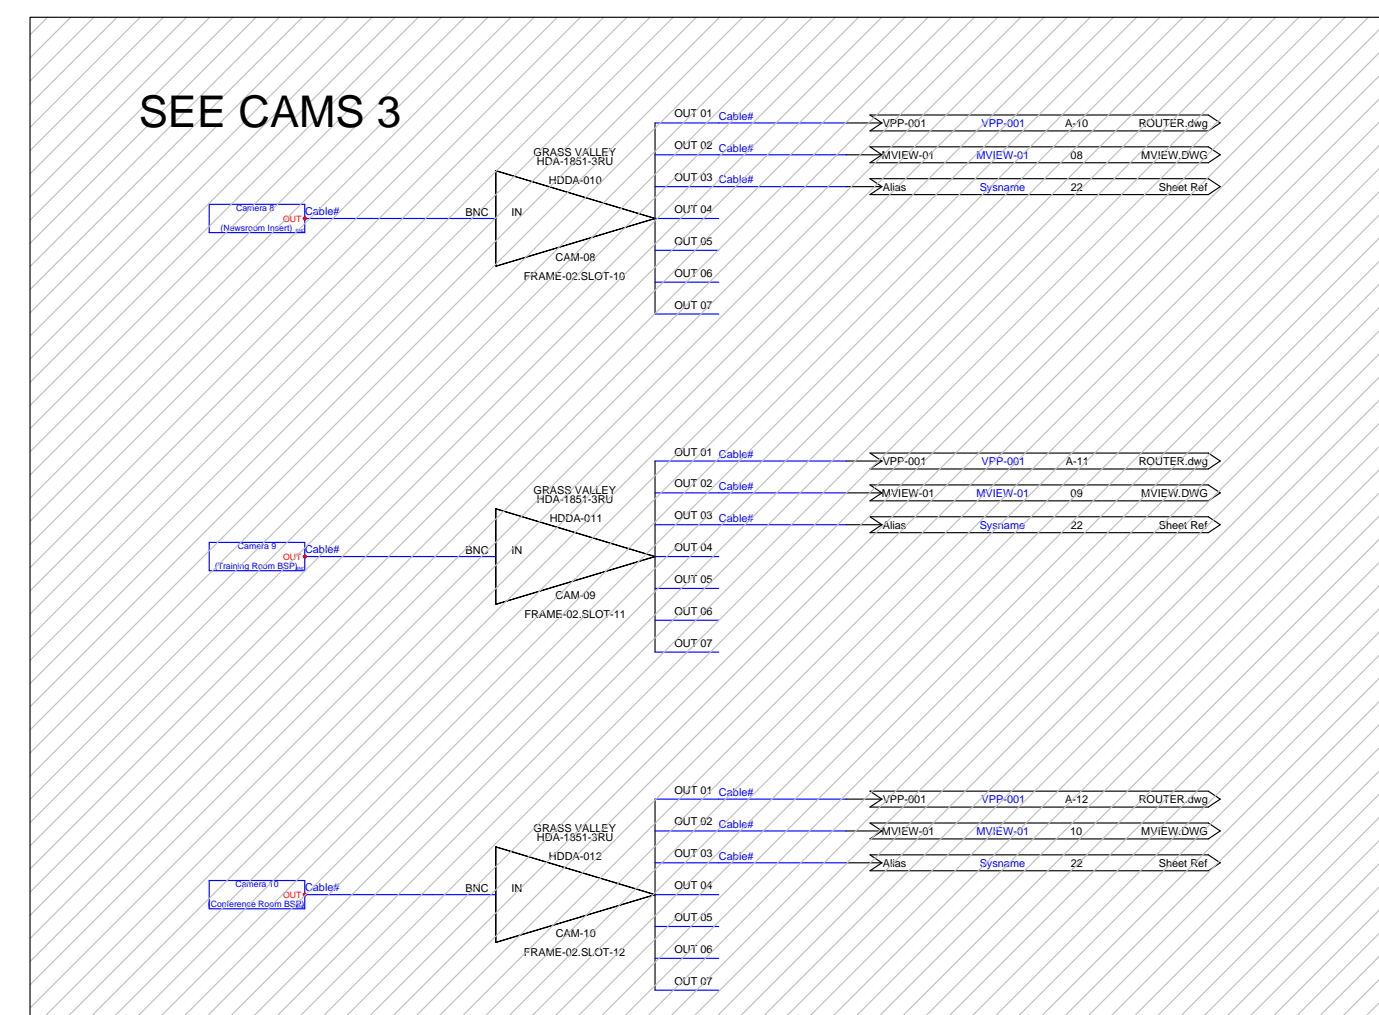 SEE CAMS 3
OUT 01 Cable# VPP-001 VPP-001 A-10 ROUTER.dwg
OUT 02 Cable# MVIEW-01 MVIEW-01 08 MVIEW.DWG
GRASS VALLEY
HDA-1851-3RU
HDDA-010
OUT 03 Cable# Alias Sysname 22 Sheet Ref
Camera 8
OUT Cable# BNC IN OUT 04
(Newsroom Insert)
OUT 05
CAM-08
FRAME-02.SLOT-10 OUT 06
OUT 07
OUT 01 Cable# VPP-001 VPP-001 A-11 ROUTER.dwg
OUT 02 Cable# MVIEW-01 MVIEW-01 09 MVIEW.DWG
GRASS VALLEY
HDA-1851-3RU
HDDA-011
OUT 03 Cable# Alias Sysname 22 Sheet Ref
Camera 9
OUT Cable# BNC IN OUT 04
(Training Room BSP)
OUT 05
CAM-09
FRAME-02.SLOT-11 OUT 06
OUT 07
OUT 01 Cable# VPP-001 VPP-001 A-12 ROUTER.dwg
OUT 02 Cable# MVIEW-01 MVIEW-01 10 MVIEW.DWG
GRASS VALLEY
HDA-1851-3RU
HDDA-012
OUT 03 Cable# Alias Sysname 22 Sheet Ref
Camera 10
OUT Cable# BNC IN OUT 04
(Conference Room BSP)
OUT 05
CAM-10
FRAME-02.SLOT-12 OUT 06
OUT 07